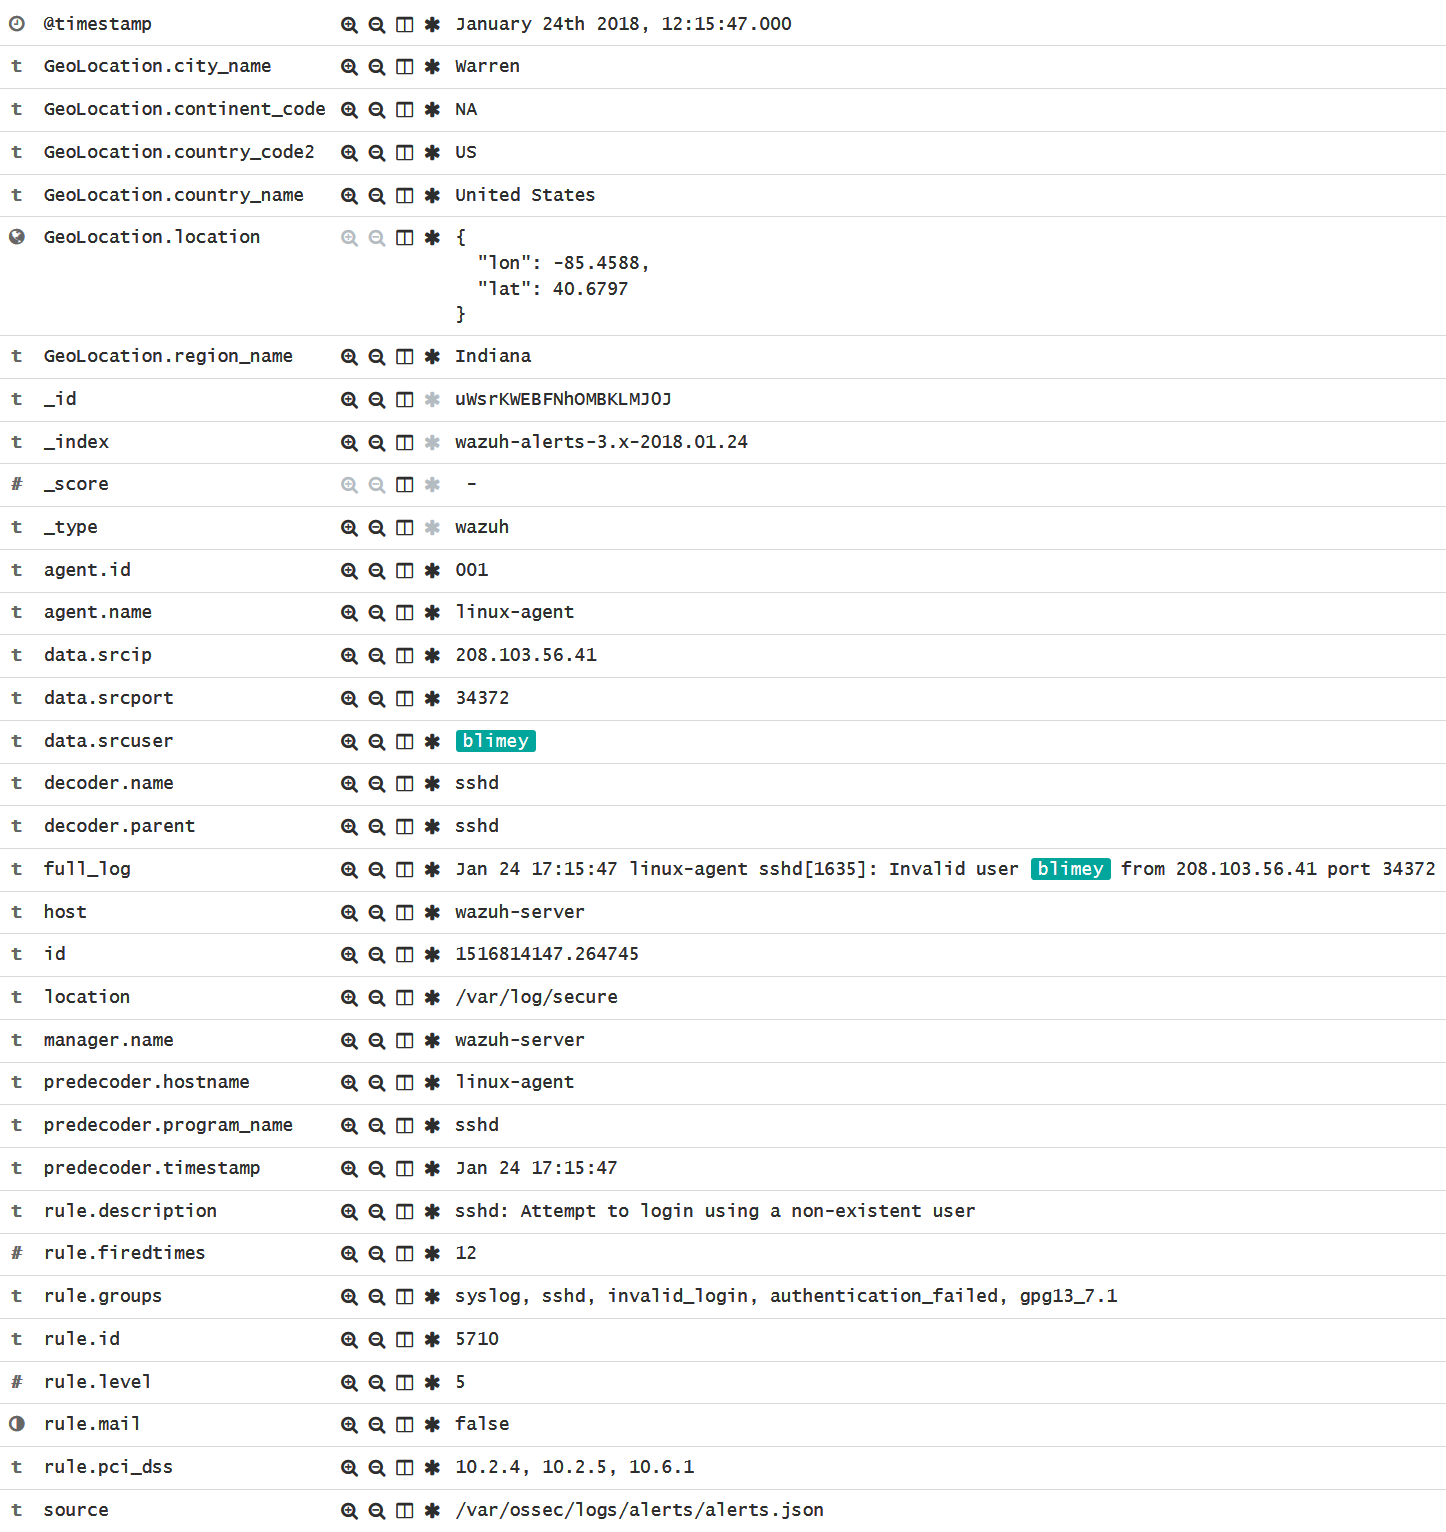 @timestamp January 24th 2018, 12:15:47.000
t GeoLocation.city_name Warren
t GeoLocation.continent_code NA
t GeoLocation.country_code2 US
t GeoLocation.country_name United States
GeoLocation.location {
"lon": -85.4588,
"lat": 40.6797
}
t GeoLocation.region_name Indiana
t _id uWsrKWEBFNhOMBKLMJ0J
t _index wazuh-alerts-3.x-2018.01.24
# _score -
t _type wazuh
t agent.id 001
t agent.name linux-agent
t data.srcip 208.103.56.41
t data.srcport 34372
t data.srcuser blimey
t decoder.name sshd
t decoder.parent sshd
t full_log Jan 24 17:15:47 linux-agent sshd[1635]: Invalid user blimey from 208.103.56.41 port 34372
t host wazuh-server
t id 1516814147.264745
t location /var/log/secure
t manager.name wazuh-server
t predecoder.hostname linux-agent
t predecoder.program_name sshd
t predecoder.timestamp Jan 24 17:15:47
t rule.description sshd: Attempt to login using a non-existent user
# rule.firedtimes 12
t rule.groups syslog, sshd, invalid_login, authentication_failed, gpg13_7.1
t rule.id 5710
# rule.level 5
rule.mail false
t rule.pci_dss 10.2.4, 10.2.5, 10.6.1
t source /var/ossec/logs/alerts/alerts.json